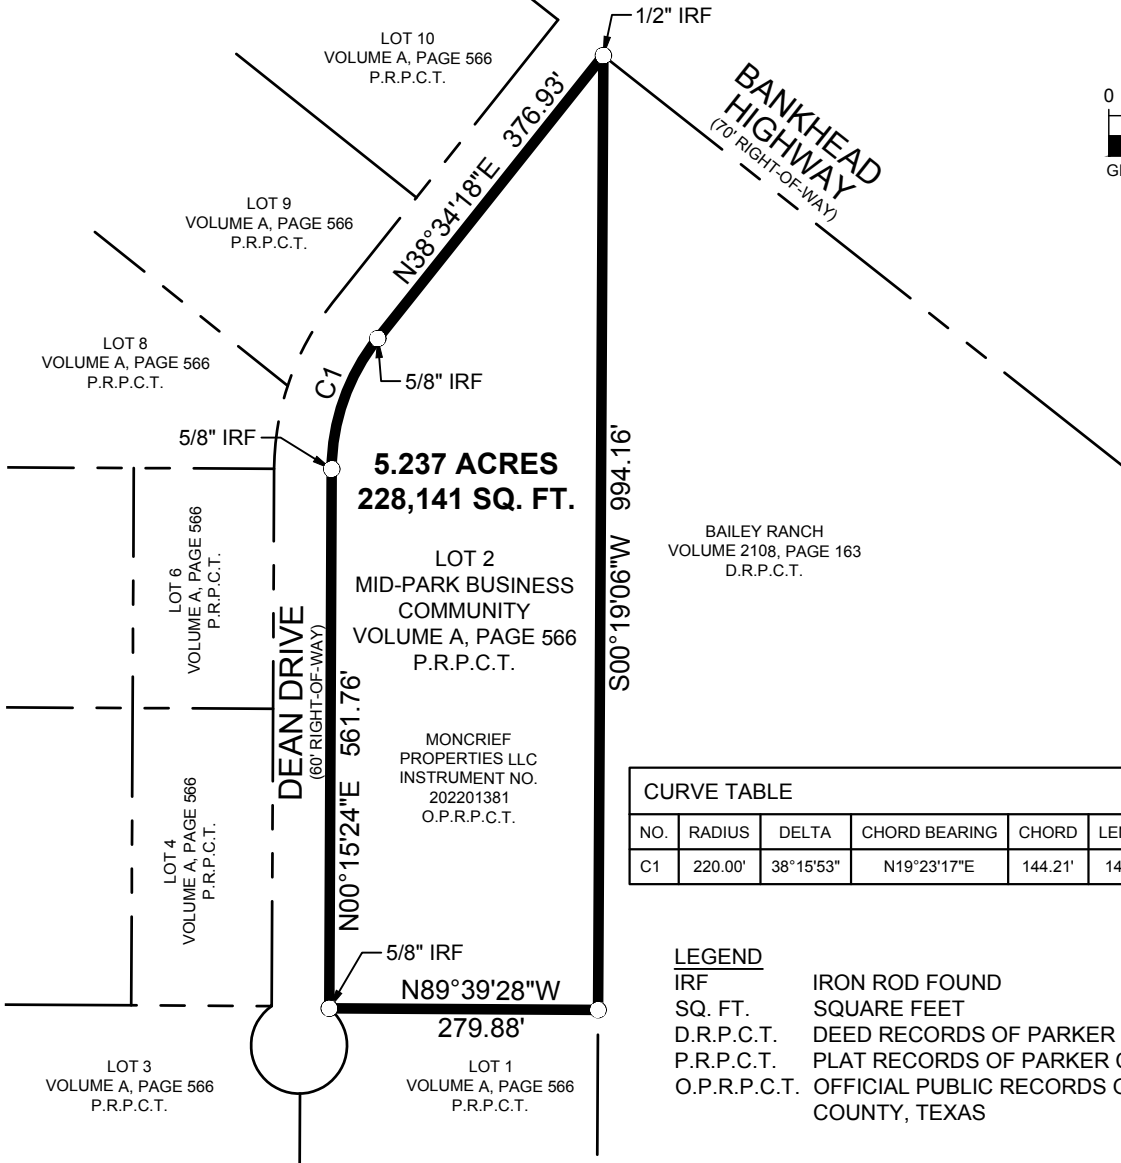 1/2" IRF
LOT 10
VOLUME A, PAGE 566
P.R.P.C.T.
N38°34'18"E 376.93'
BANKHEAD
HIGHWAY
(70' RIGHT-OF-WAY)
0
LOT 9
VOLUME A, PAGE 566
P.R.P.C.T.
LOT 8
VOLUME A, PAGE 566
P.R.P.C.T.
C1
5/8" IRF
5/8" IRF
5.237 ACRES
228,141 SQ. FT.
LOT 2
MID-PARK BUSINESS
COMMUNITY
VOLUME A, PAGE 566
P.R.P.C.T.
S00°19'06"W 994.16'
BAILEY RANCH
VOLUME 2108, PAGE 163
D.R.P.C.T.
LOT 6
VOLUME A, PAGE 566
P.R.P.C.T.
DEAN DRIVE
(60' RIGHT-OF-WAY)
N00°15'24"E 561.76'
MONCRIEF
PROPERTIES LLC
INSTRUMENT NO.
202201381
O.P.R.P.C.T.
LOT 4
VOLUME A, PAGE 566
P.R.P.C.T.
CURVE TABLE
NO. RADIUS DELTA CHORD BEARING CHORD
C1 220.00' 38°15'53" N19°23'17"E 144.21' 14
5/8" IRF
N89°39'28"W
279.88'
LOT 3
VOLUME A, PAGE 566
P.R.P.C.T.
LOT 1
VOLUME A, PAGE 566
P.R.P.C.T.
LEGEND
IRF IRON ROD FOUND
SQ. FT. SQUARE FEET
D.R.P.C.T. DEED RECORDS OF PARKER
P.R.P.C.T. PLAT RECORDS OF PARKER
O.P.R.P.C.T. OFFICIAL PUBLIC RECORDS
COUNTY, TEXAS